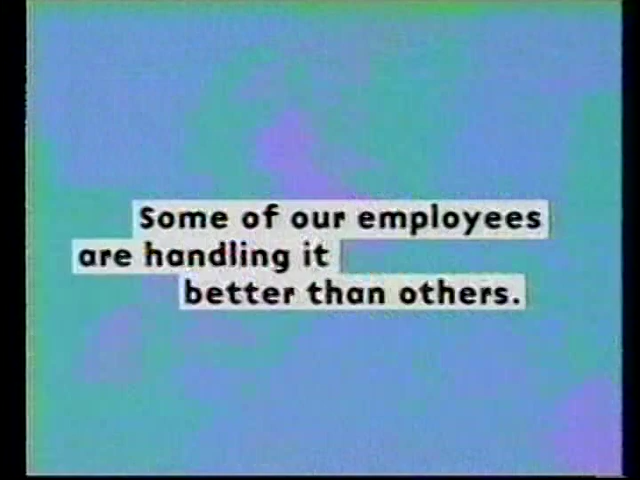 Some of our employees
are handling it
better than others.